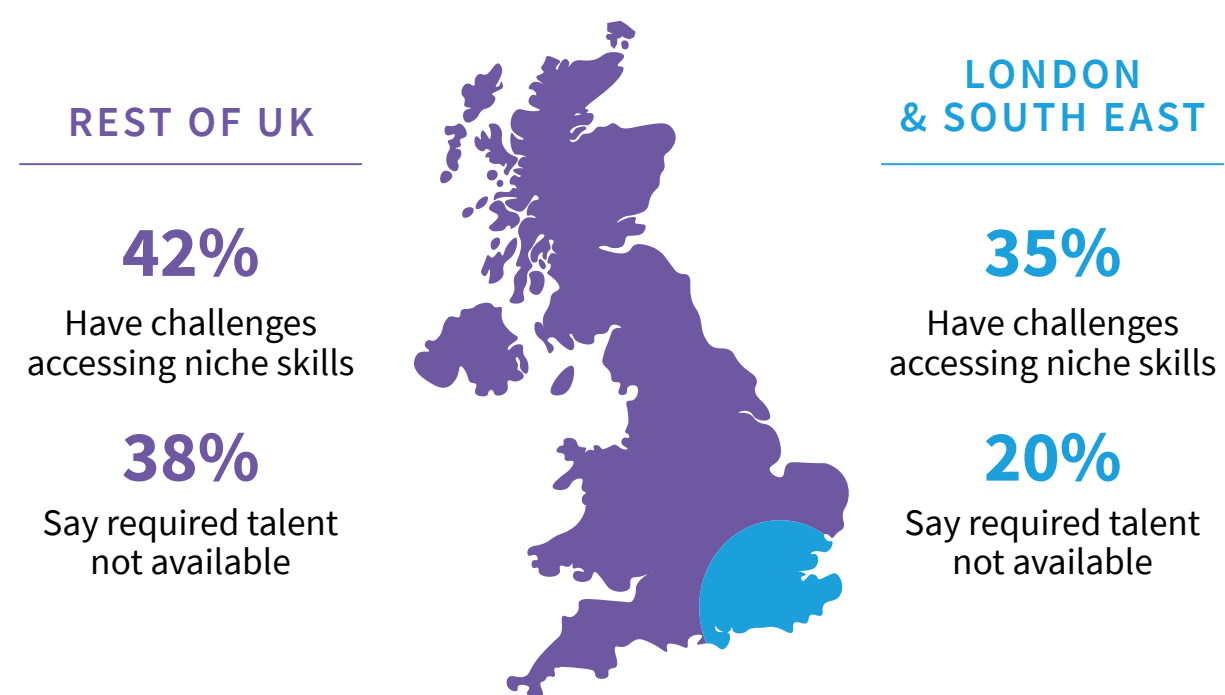 REST OF UK
42%
Have challenges
accessing niche skills
38%
Say required talent
not available
LONDON
& SOUTH EAST
35%
Have challenges
accessing niche skills
20%
Say required talent
not available